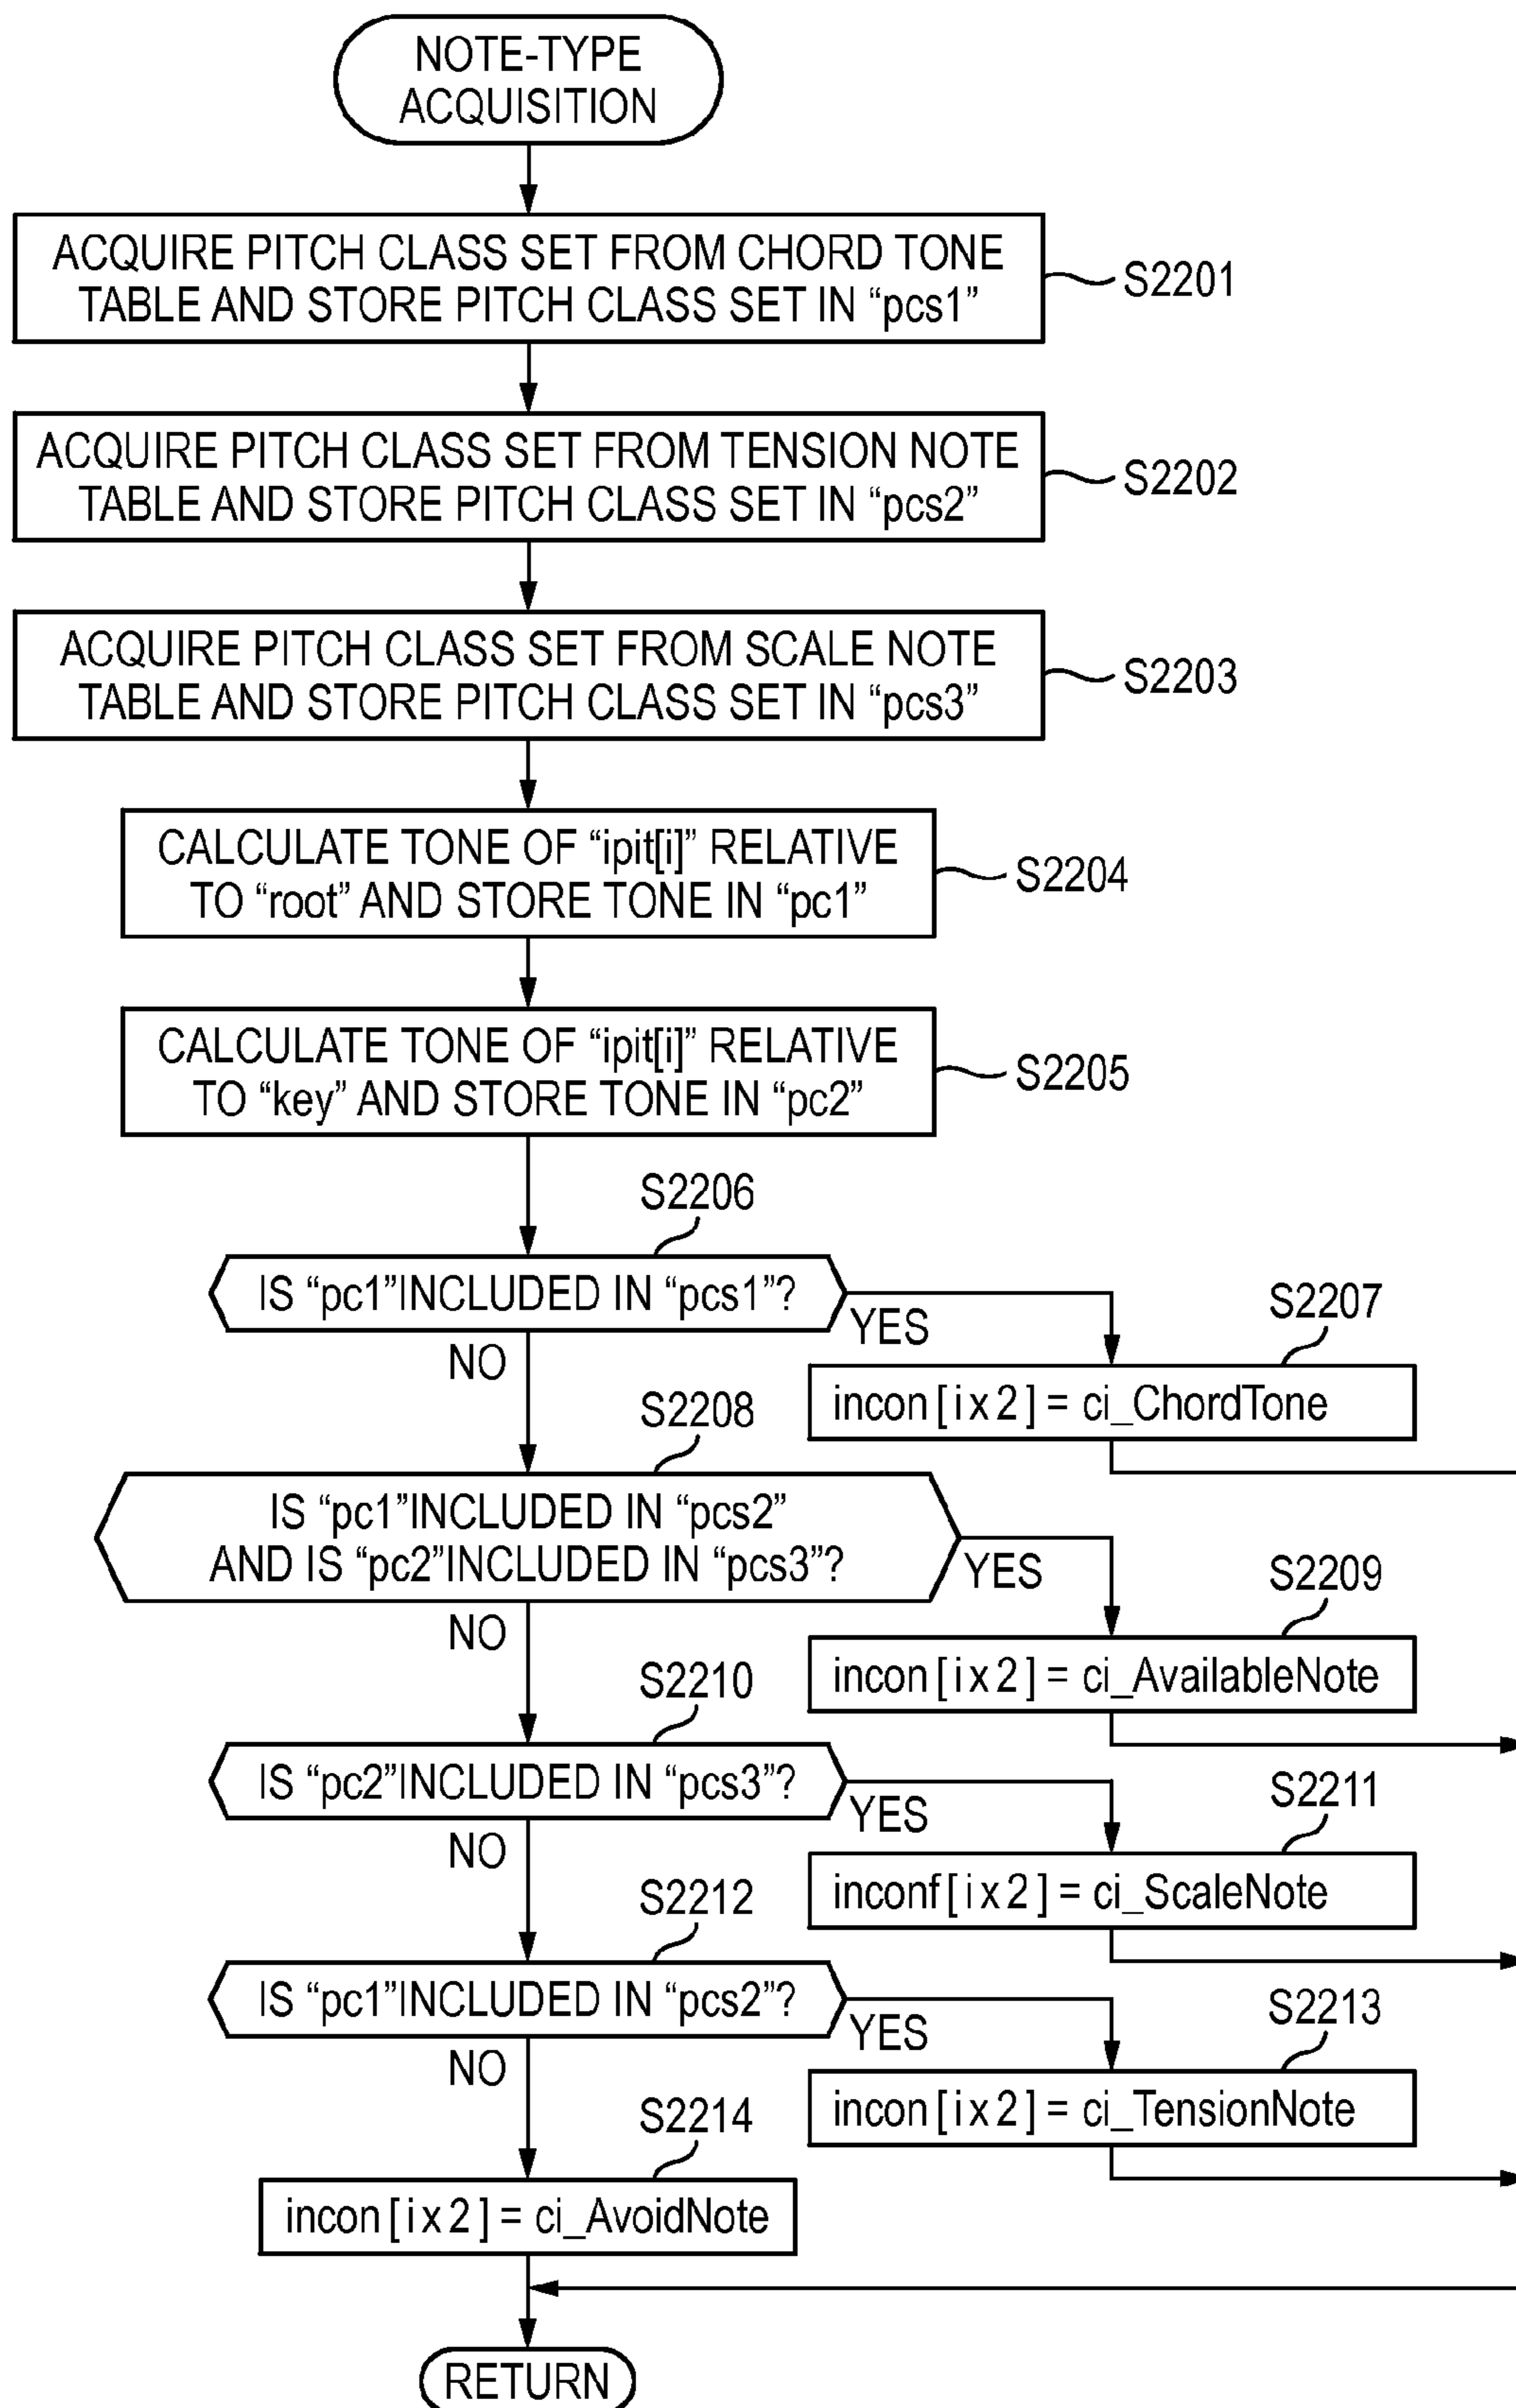 NOTE-TYPE
ACQUISITION
ACQUIRE PITCH CLASS SET FROM CHORD TONE
TABLE AND STORE PITCH CLASS SET IN “pcs1”
S2201
ACQUIRE PITCH CLASS SET FROM TENSION NOTE
TABLE AND STORE PITCH CLASS SET IN “pcs2”
S2202
ACQUIRE PITCH CLASS SET FROM SCALE NOTE
TABLE AND STORE PITCH CLASS SET IN “pcs3”
S2203
CALCULATE TONE OF “ipit[i]” RELATIVE
TO “root” AND STORE TONE IN “pc1”
S2204
CALCULATE TONE OF “ipit[i]” RELATIVE
TO “key” AND STORE TONE IN “pc2”
S2205
S2206
IS “pc1”INCLUDED IN “pcs1”?
YES
NO
S2207
incon[ix2] = ci_ChordTone
S2208
IS “pc1”INCLUDED IN “pcs2”
AND IS “pc2”INCLUDED IN “pcs3”?
YES
NO
S2209
incon[ix2] = ci_AvailableNote
S2210
IS “pc2”INCLUDED IN “pcs3”?
YES
NO
S2211
inconf[ix2] = ci_ScaleNote
S2212
IS “pc1”INCLUDED IN “pcs2”?
YES
NO
S2213
incon[ix2] = ci_TensionNote
S2214
incon[ix2] = ci_AvoidNote
RETURN